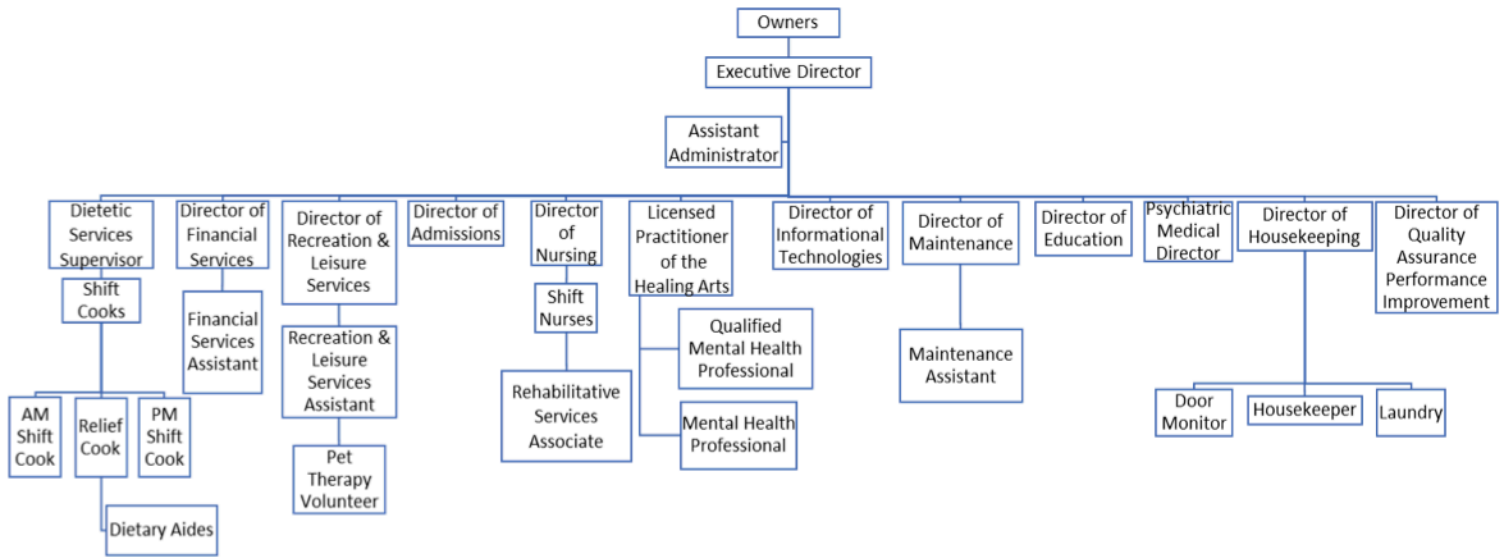 Owners
Executive Director
Assistant
Administrator
Dietetic
Services
Supervisor
Director of
Financial
Services
Director of
Recreation &
Leisure
Services
Director of
Admissions
Director
of
Nursing
Licensed
Practitioner
of the
Healing Arts
Director of
Informational
Technologies
Director of
Maintenance
Director of
Education
Psychiatric
Medical
Director
Director of
Housekeeping
Director of
Quality
Assurance
Performance
Improvement
Shift
Cooks
Financial
Services
Assistant
Recreation &
Leisure
Services
Assistant
Shift
Nurses
Qualified
Mental Health
Professional
Maintenance
Assistant
AM
Shift
Cook
Relief
Cook
PM
Shift
Cook
Pet
Therapy
Volunteer
Rehabilitative
Services
Associate
Mental Health
Professional
Door
Monitor
Housekeeper
Laundry
Dietary Aides